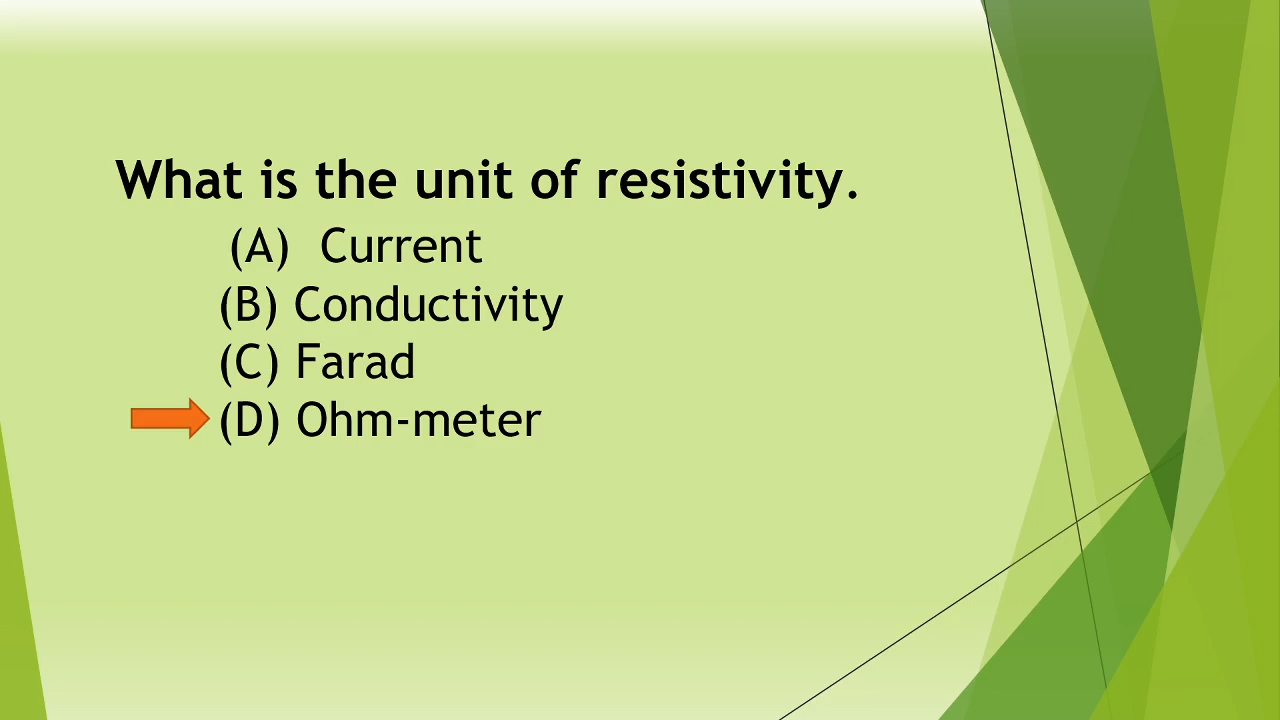 What is the unit of resistivity.
(A) Current
(B) Conductivity
(C) Farad
(D) Ohm-meter